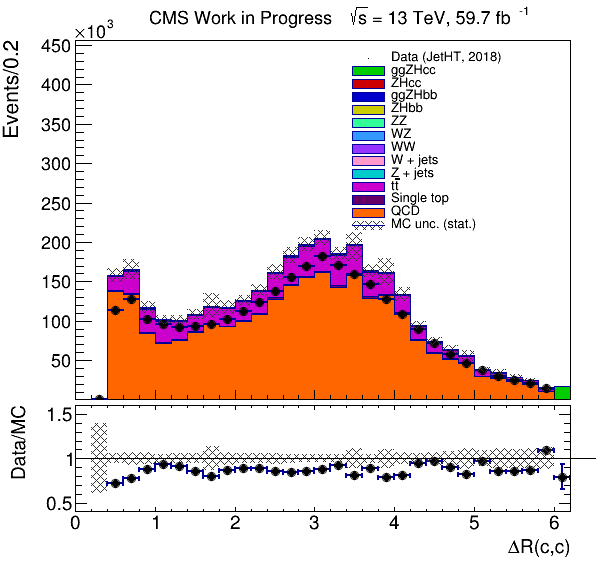 CMS Work in Progress √s = 13 TeV, 59.7 fb⁻¹
×10³
Events/0.2
450
400
350
300
250
200
150
100
50
Data (JetHT, 2018)
ggZHcc
ZHcc
ggZHbb
ZHbb
ZZ
WZ
WW
W + jets
Z + jets
tt̄
Single top
QCD
MC unc. (stat.)
Data/MC
1.5
1
0.5
0 1 2 3 4 5 6
ΔR(c,c)